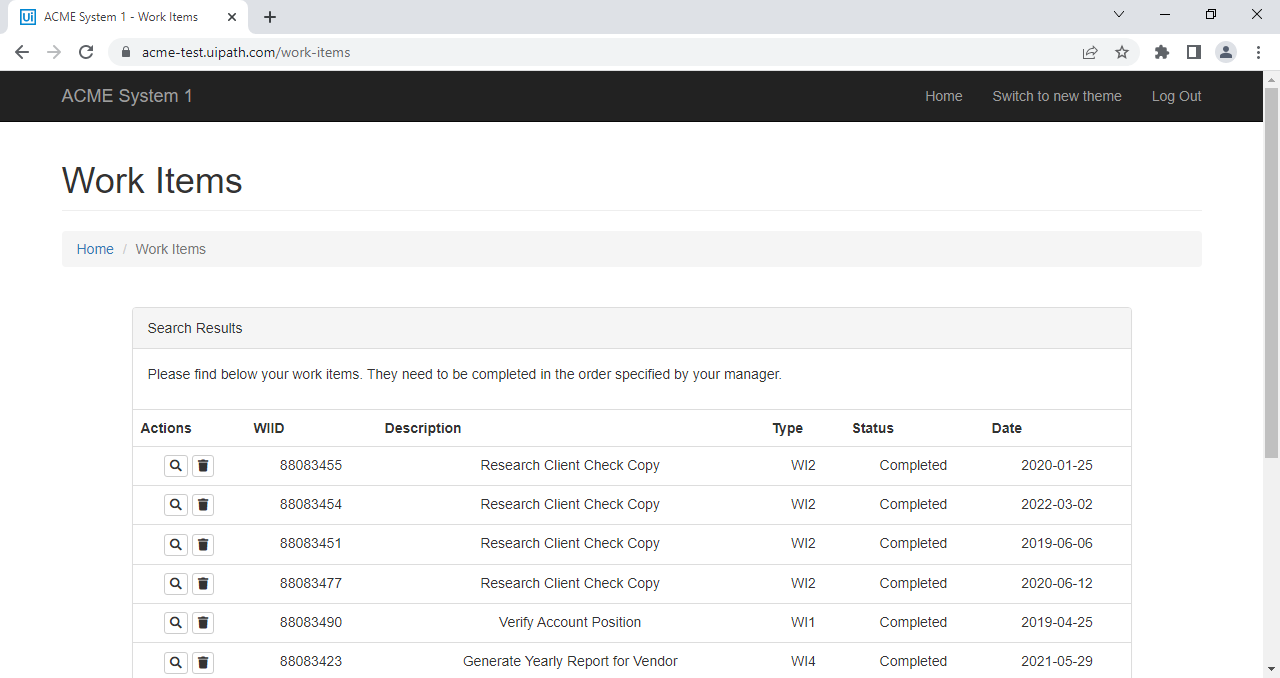 ACME System 1 - Work Items
acme-test.uipath.com/work-items
ACME System 1 Home Switch to new theme Log Out
Work Items
Home / Work Items
Search Results
Please find below your work items. They need to be completed in the order specified by your manager.
Actions WIID Description Type Status Date
88083455 Research Client Check Copy WI2 Completed 2020-01-25
88083454 Research Client Check Copy WI2 Completed 2022-03-02
88083451 Research Client Check Copy WI2 Completed 2019-06-06
88083477 Research Client Check Copy WI2 Completed 2020-06-12
88083490 Verify Account Position WI1 Completed 2019-04-25
88083423 Generate Yearly Report for Vendor WI4 Completed 2021-05-29